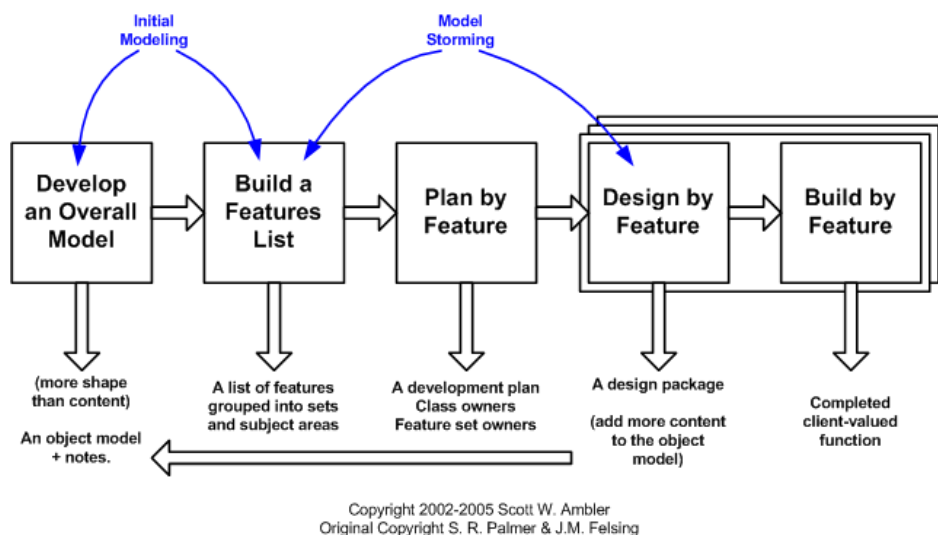 Initial
Modeling
Model
Storming
Develop
an Overall
Model
Build a
Features
List
Plan by
Feature
Design by
Feature
Build by
Feature
(more shape
than content)
An object model
+ notes.
A list of features
grouped into sets
and subject areas
A development plan
Class owners
Feature set owners
A design package
(add more content
to the object
model)
Completed
client-valued
function
Copyright 2002-2005 Scott W. Ambler
Original Copyright S. R. Palmer & J.M. Felsing